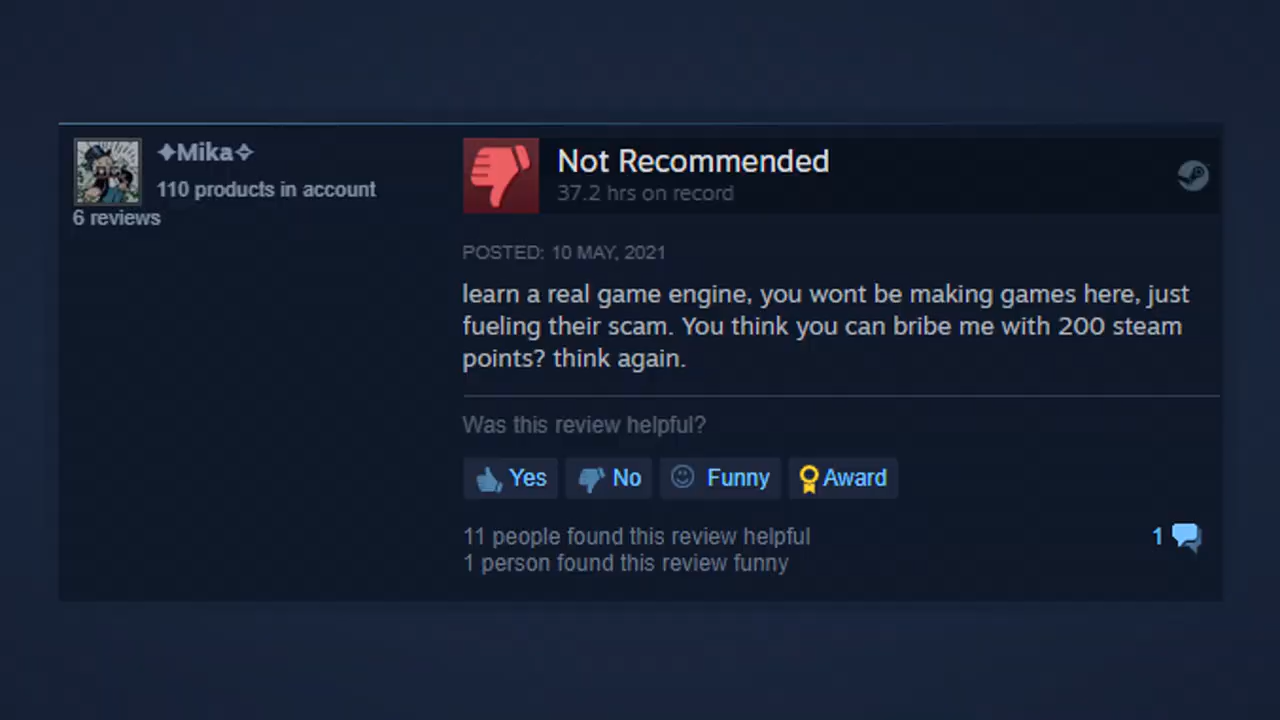 ✦Mika✧
110 products in account
6 reviews
Not Recommended
37.2 hrs on record
POSTED: 10 MAY, 2021
learn a real game engine, you wont be making games here, just
fueling their scam. You think you can bribe me with 200 steam
points? think again.
Was this review helpful?
Yes No Funny Award
11 people found this review helpful
1 person found this review funny
1